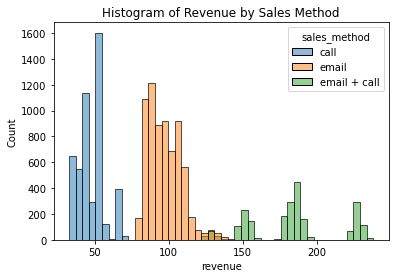 Histogram of Revenue by Sales Method
sales_method
call
email
email + call
Count
1600
1400
1200
1000
800
600
400
200
0
50
100
150
200
revenue